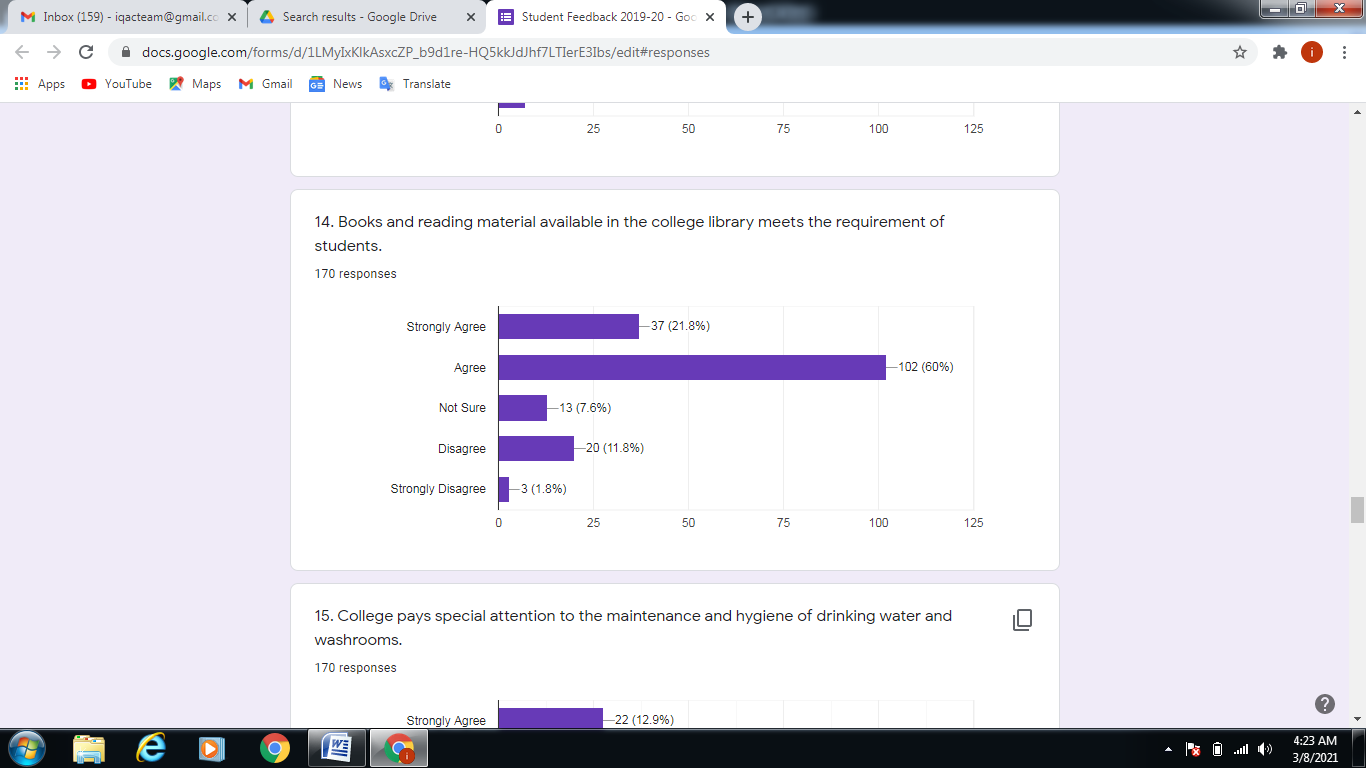 Inbox (159) - iqacteam@gmail.co
Search results - Google Drive
Student Feedback 2019-20 - Goo
docs.google.com/forms/d/1LMyIxKlkAsxcZP_b9d1re-HQ5kkJdJhf7LTIerE3Ibs/edit#responses
i
Apps YouTube Maps Gmail News Translate
0 25 50 75 100 125
14. Books and reading material available in the college library meets the requirement of
students.
170 responses
Strongly Agree 37 (21.8%)
Agree 102 (60%)
Not Sure 13 (7.6%)
Disagree 20 (11.8%)
Strongly Disagree 3 (1.8%)
0 25 50 75 100 125
15. College pays special attention to the maintenance and hygiene of drinking water and
washrooms.
170 responses
Strongly Agree 22 (12.9%)
4:23 AM
3/8/2021